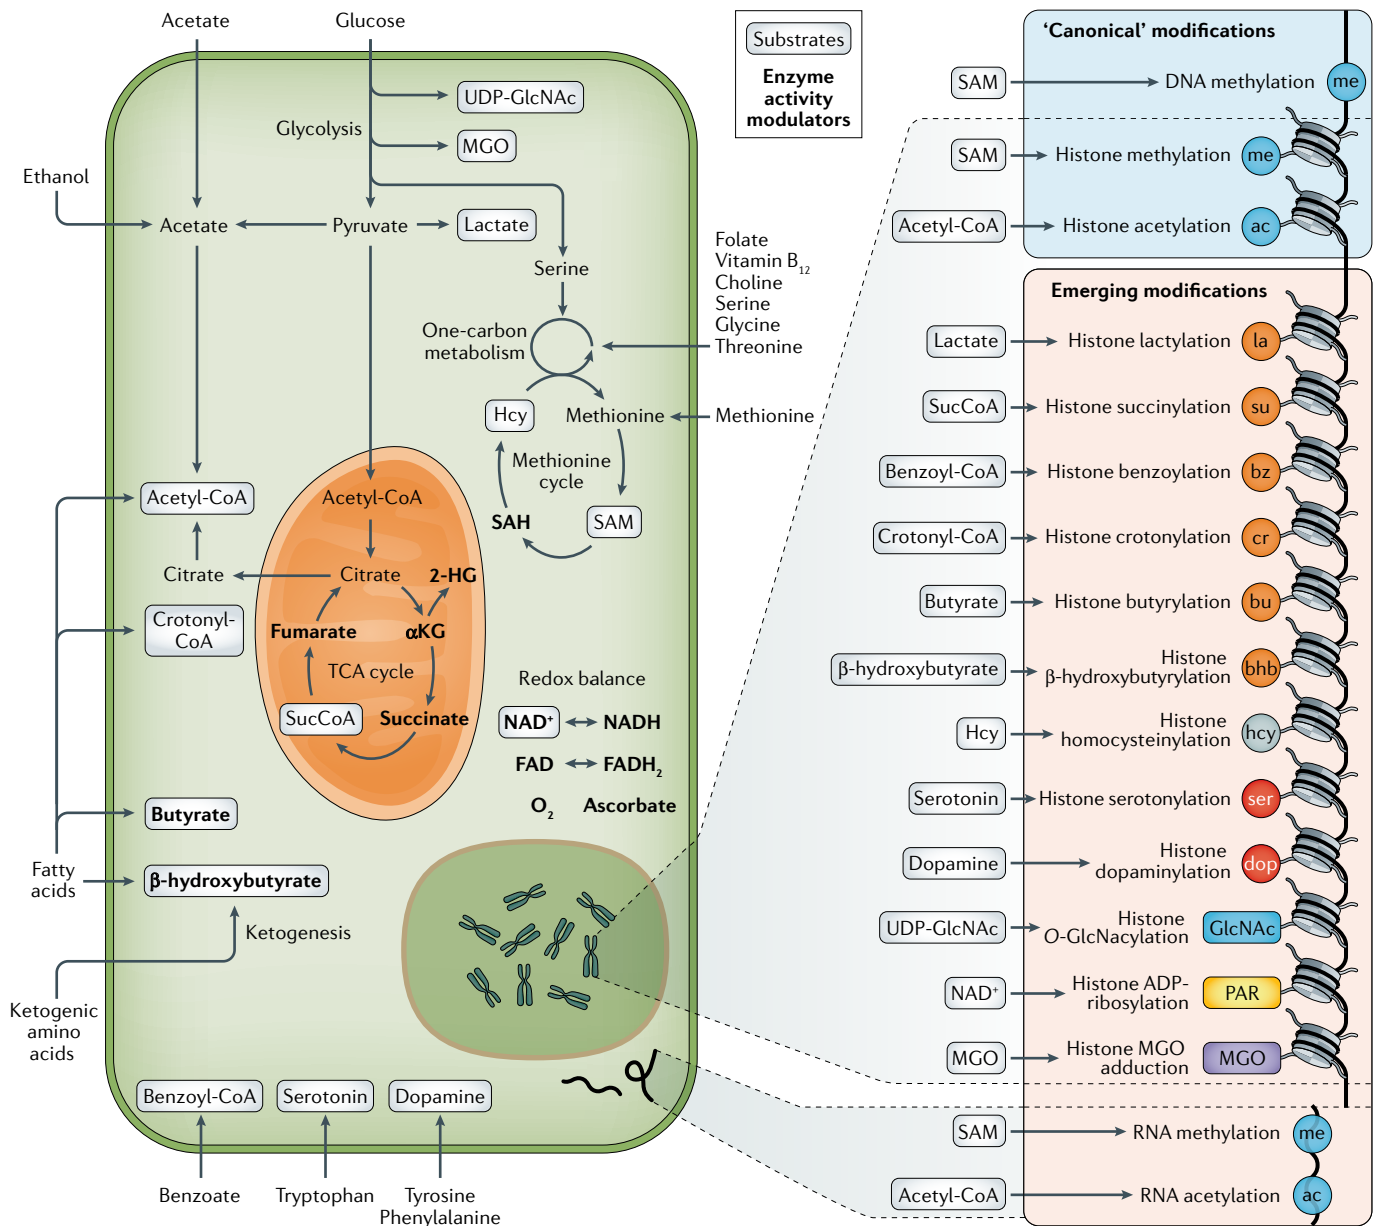 Acetate
Glucose
Substrates
Enzyme
activity
modulators
UDP-GlcNAc
Glycolysis
MGO
Ethanol
Acetate
Pyruvate
Lactate
Serine
Folate
Vitamin B12
Choline
Serine
Glycine
Threonine
One-carbon
metabolism
Hcy
Methionine
Methionine
Methionine
cycle
SAH
SAM
Acetyl-CoA
Acetyl-CoA
Citrate
Citrate
2-HG
Crotonyl-
CoA
Fumarate
αKG
TCA cycle
SucCoA
Succinate
Redox balance
NAD+
NADH
FAD
FADH2
O2
Ascorbate
Butyrate
Fatty
acids
β-hydroxybutyrate
Ketogenesis
Ketogenic
amino
acids
Benzoyl-CoA
Serotonin
Dopamine
Benzoate
Tryptophan
Tyrosine
Phenylalanine
‘Canonical’ modifications
SAM
DNA methylation
me
SAM
Histone methylation
me
Acetyl-CoA
Histone acetylation
ac
Emerging modifications
Lactate
Histone lactylation
la
SucCoA
Histone succinylation
su
Benzoyl-CoA
Histone benzoylation
bz
Crotonyl-CoA
Histone crotonylation
cr
Butyrate
Histone butyrylation
bu
β-hydroxybutyrate
Histone
β-hydroxybutyrylation
bhb
Hcy
Histone
homocysteinylation
hcy
Serotonin
Histone serotonylation
ser
Dopamine
Histone
dopaminylation
dop
UDP-GlcNAc
Histone
O-GlcNacylation
GlcNAc
NAD+
Histone ADP-
ribosylation
PAR
MGO
Histone MGO
adduction
MGO
SAM
RNA methylation
me
Acetyl-CoA
RNA acetylation
ac